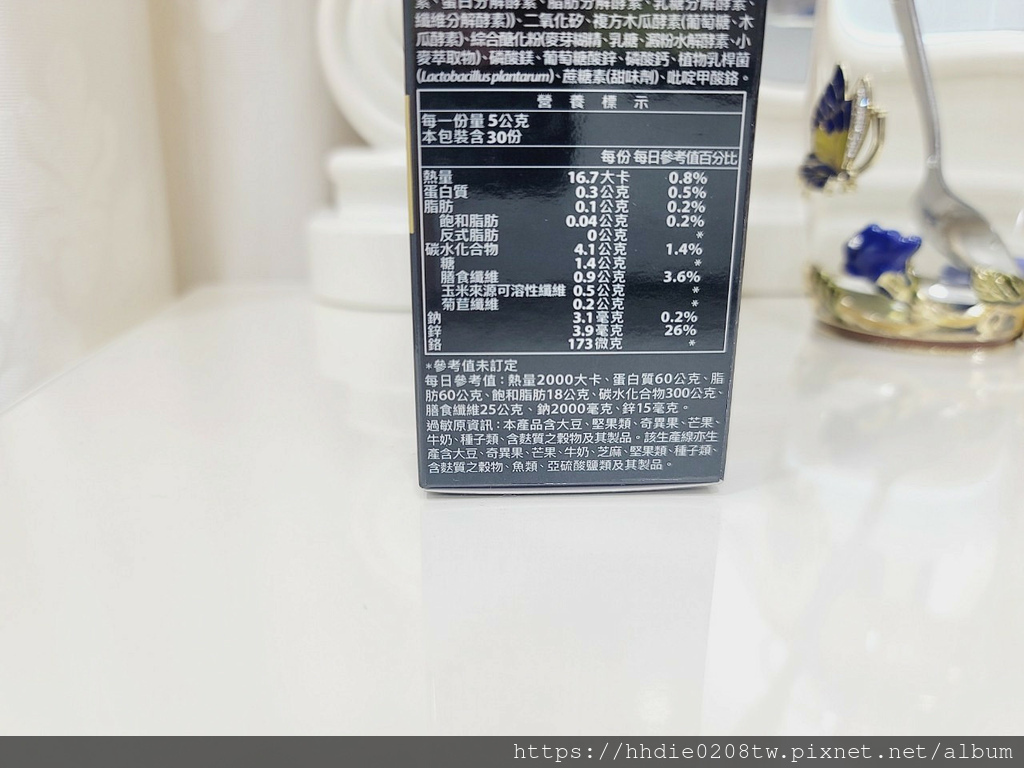 素、蛋白分解酵素、脂肪分解酵素、乳糖分解酵素、
纖維分解酵素))、二氧化矽、複方木瓜酵素(葡萄糖、木
瓜酵素)、綜合醣化粉(麥芽糊精、乳糖、澱粉水解酵素、小
麥萃取物)、磷酸鎂、葡萄糖酸鋅、磷酸鈣、植物乳桿菌
(Lactobacillus plantarum)、蔗糖素(甜味劑)、吡啶甲酸鉻。
營養標示
每一份量 5公克
本包裝含 30份
每份 每日參考值百分比
熱量 16.7大卡 0.8%
蛋白質 0.3公克 0.5%
脂肪 0.1公克 0.2%
飽和脂肪 0.04公克 0.2%
反式脂肪 0公克 *
碳水化合物 4.1公克 1.4%
糖 1.4公克 *
膳食纖維 0.9公克 3.6%
玉米來源可溶性纖維 0.5公克 *
菊苣纖維 0.2公克 *
鈉 3.1毫克 0.2%
鋅 3.9毫克 26%
鉻 173微克 *
*參考值未訂定
每日參考值：熱量2000大卡、蛋白質60公克、脂
肪60公克、飽和脂肪18公克、碳水化合物300公克、
膳食纖維25公克、鈉2000毫克、鋅15毫克。
過敏原資訊：本產品含大豆、堅果類、奇異果、芒果、
牛奶、種子類、含麩質之穀物及其製品。該生產線亦生
產含大豆、奇異果、芒果、牛奶、芝麻、堅果類、種子類、
含麩質之穀物、魚類、亞硫酸鹽類及其製品。
https://hhdie0208tw.pixnet.net/album